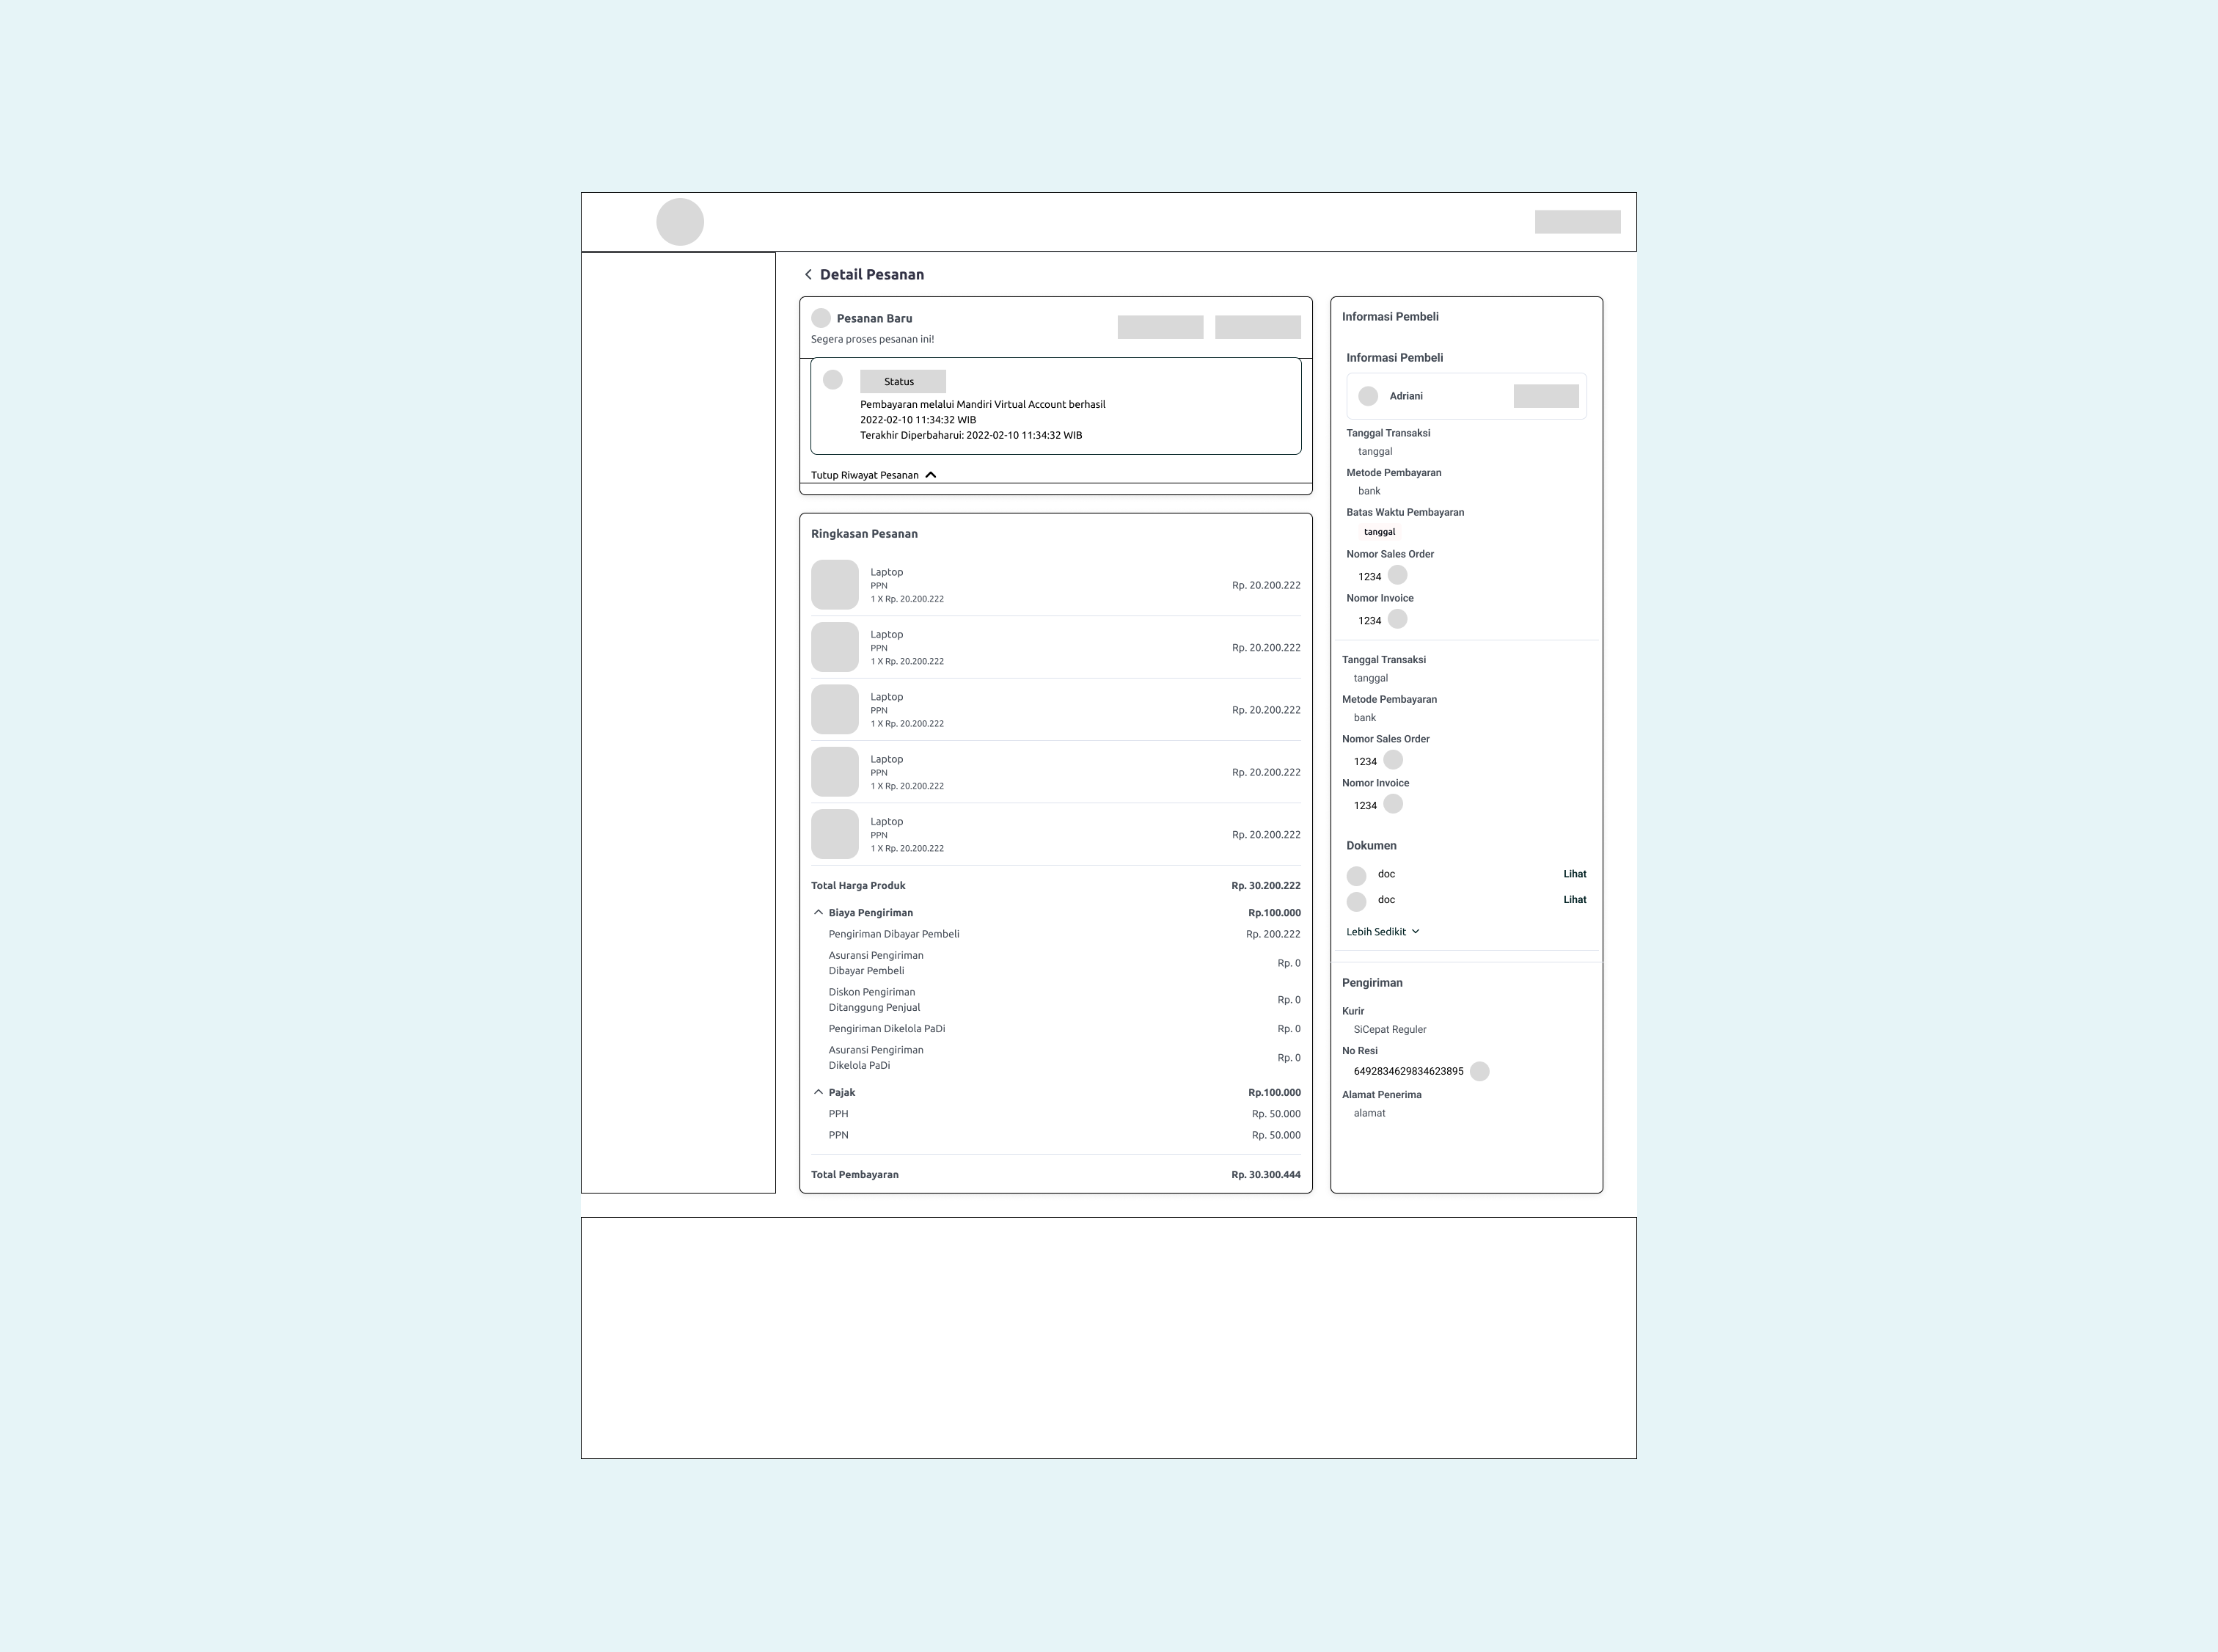 Detail Pesanan
Pesanan Baru
Segera proses pesanan ini!
Status
Pembayaran melalui Mandiri Virtual Account berhasil
2022-02-10 11:34:32 WIB
Terakhir Diperbaharui: 2022-02-10 11:34:32 WIB
Tutup Riwayat Pesanan
Ringkasan Pesanan
Laptop
PPN
1 X Rp. 20.200.222
Rp. 20.200.222
Laptop
PPN
1 X Rp. 20.200.222
Rp. 20.200.222
Laptop
PPN
1 X Rp. 20.200.222
Rp. 20.200.222
Laptop
PPN
1 X Rp. 20.200.222
Rp. 20.200.222
Laptop
PPN
1 X Rp. 20.200.222
Rp. 20.200.222
Total Harga Produk Rp. 30.200.222
Biaya Pengiriman Rp.100.000
Pengiriman Dibayar Pembeli Rp. 200.222
Asuransi Pengiriman
Dibayar Pembeli
Rp. 0
Diskon Pengiriman
Ditanggung Penjual
Rp. 0
Pengiriman Dikelola PaDi Rp. 0
Asuransi Pengiriman
Dikelola PaDi
Rp. 0
Pajak Rp.100.000
PPH Rp. 50.000
PPN Rp. 50.000
Total Pembayaran Rp. 30.300.444
Informasi Pembeli
Informasi Pembeli
Adriani
Tanggal Transaksi
tanggal
Metode Pembayaran
bank
Batas Waktu Pembayaran
tanggal
Nomor Sales Order
1234
Nomor Invoice
1234
Tanggal Transaksi
tanggal
Metode Pembayaran
bank
Nomor Sales Order
1234
Nomor Invoice
1234
Dokumen
doc Lihat
doc Lihat
Lebih Sedikit
Pengiriman
Kurir
SiCepat Reguler
No Resi
6492834629834623895
Alamat Penerima
alamat